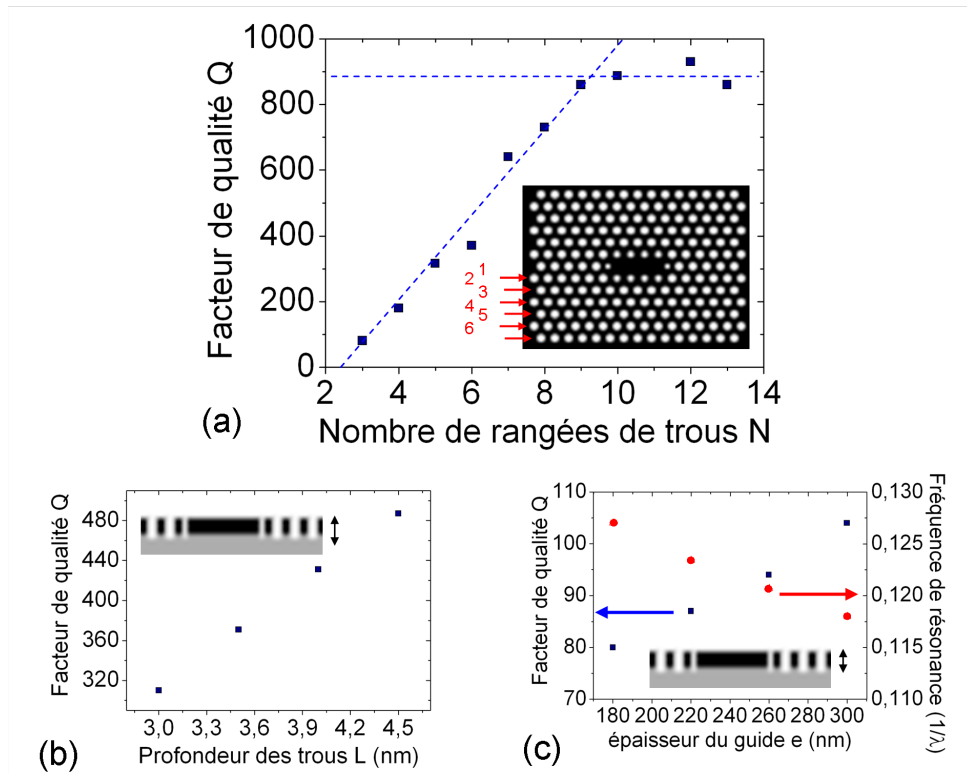 1000
800
600
400
200
0
Facteur de qualité Q
2 4 6 8 10 12 14
Nombre de rangées de trous N
1
2
3
4
5
6
(a)
480
440
400
360
320
Facteur de qualité Q
3,0 3,3 3,6 3,9 4,2 4,5
Profondeur des trous L (nm)
(b)
110
105
100
95
90
85
80
75
70
Facteur de qualité Q
0,130
0,125
0,120
0,115
0,110
Fréquence de résonance (1/λ)
180 200 220 240 260 280 300
épaisseur du guide e (nm)
(c)